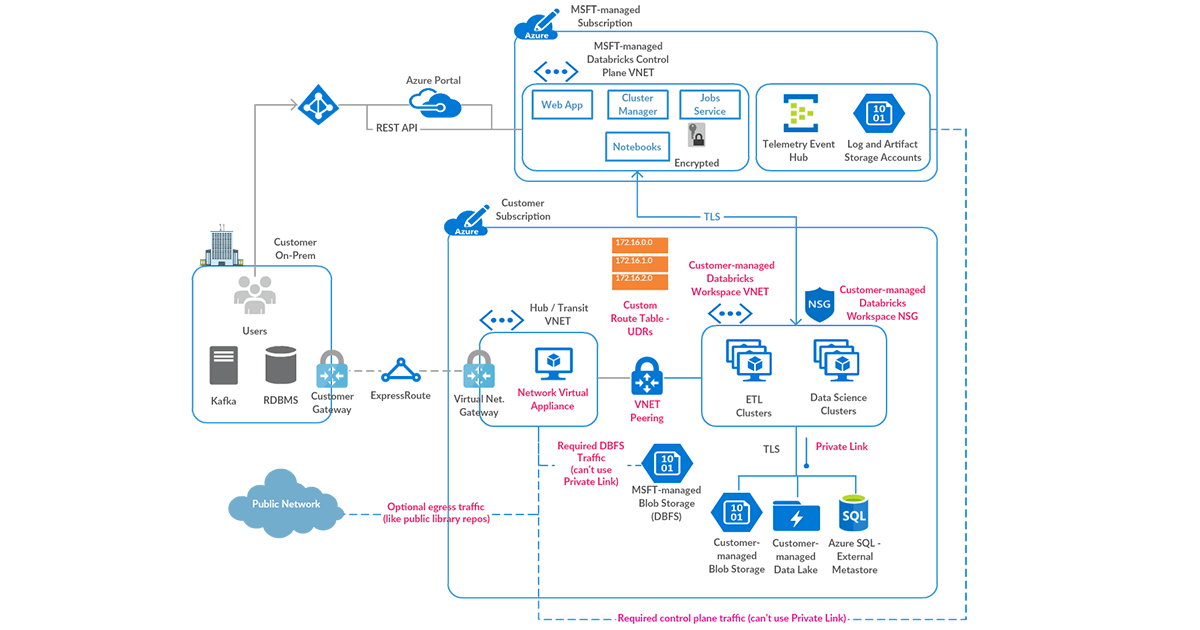 MSFT-managed
Subscription
Azure
MSFT-managed
Databricks Control
Plane VNET
Azure Portal
REST API
Web App
Cluster
Manager
Jobs
Service
Notebooks
Encrypted
10
01
Telemetry Event
Hub
Log and Artifact
Storage Accounts
TLS
Customer
Subscription
Azure
Customer
On-Prem
Users
Kafka
RDBMS
Customer
Gateway
ExpressRoute
Virtual Net.
Gateway
Hub / Transit
VNET
Network Virtual
Appliance
172.16.0.0
172.16.1.0
172.16.2.0
Custom
Route Table -
UDRs
VNET
Peering
Customer-managed
Databricks
Workspace VNET
NSG
Customer-managed
Databricks
Workspace NSG
ETL
Clusters
Data Science
Clusters
TLS
Private Link
Required DBFS
Traffic
(can't use
Private Link)
10
01
MSFT-managed
Blob Storage
(DBFS)
Public Network
Optional egress traffic
(like public library repos)
10
01
SQL
Customer-
managed
Blob Storage
Customer-
managed
Data Lake
Azure SQL -
External
Metastore
Required control plane traffic (can't use Private Link)